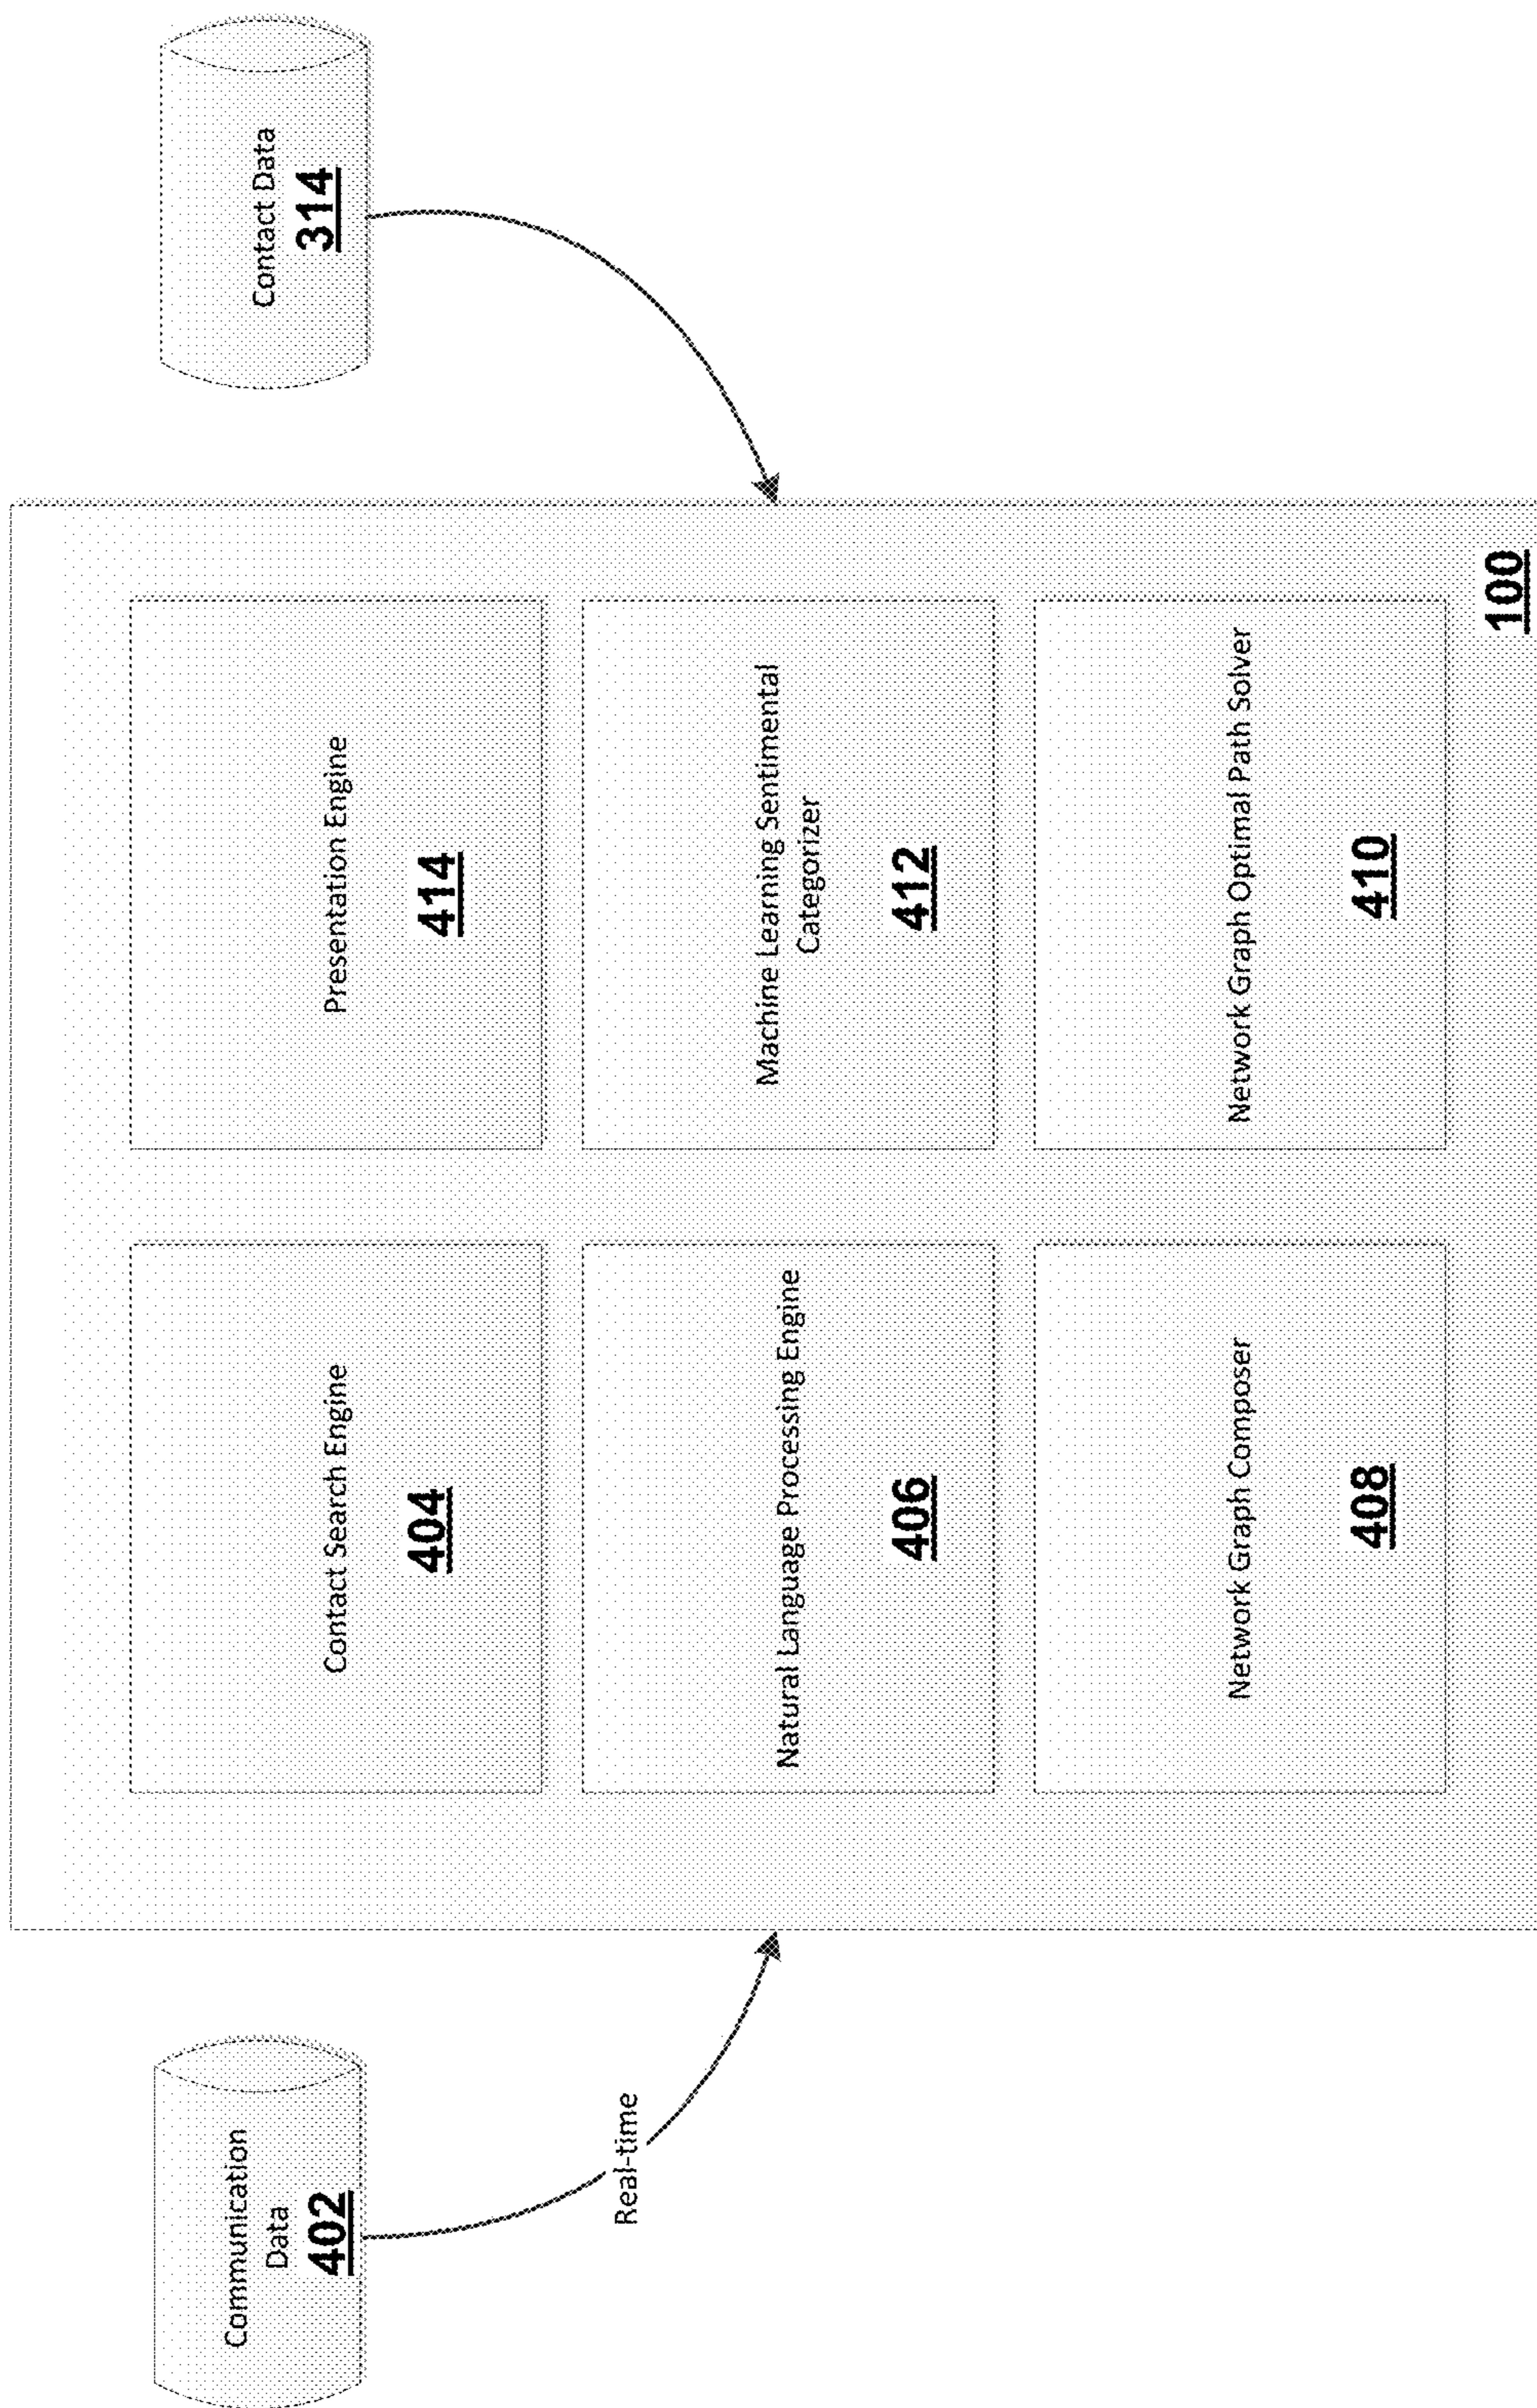 Communication
Data
402
Real-time
Contact Search Engine
404
Natural Language Processing Engine
406
Network Graph Composer
408
Presentation Engine
414
Machine Learning Sentimental
Categorizer
412
Network Graph Optimal Path Solver
410
100
Contact Data
314